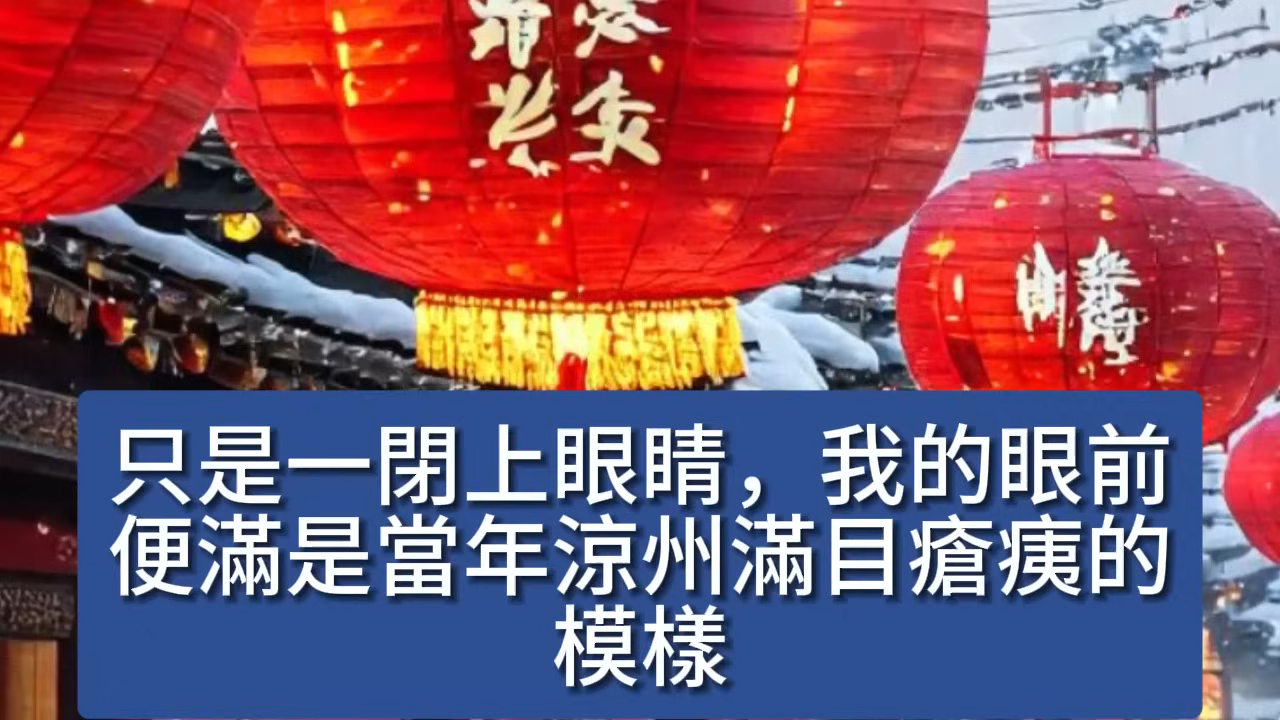 只是一閉上眼睛，我的眼前
便滿是當年涼州滿目瘡痍的
模樣